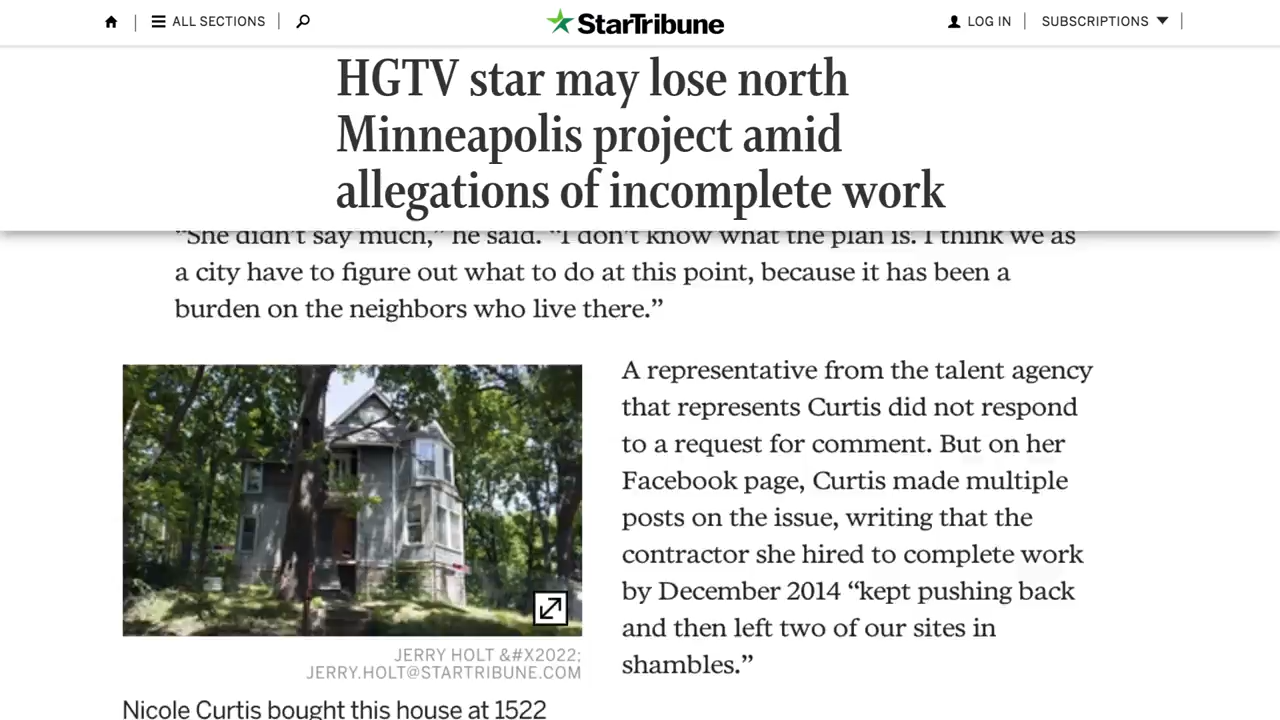 ALL SECTIONS
StarTribune
LOG IN
SUBSCRIPTIONS
HGTV star may lose north
Minneapolis project amid
allegations of incomplete work
“She didn’t say much,” he said. “I don’t know what the plan is. I think we as
a city have to figure out what to do at this point, because it has been a
burden on the neighbors who live there.”
A representative from the talent agency
that represents Curtis did not respond
to a request for comment. But on her
Facebook page, Curtis made multiple
posts on the issue, writing that the
contractor she hired to complete work
by December 2014 “kept pushing back
and then left two of our sites in
shambles.”
JERRY HOLT &#X2022;
JERRY.HOLT@STARTRIBUNE.COM
Nicole Curtis bought this house at 1522